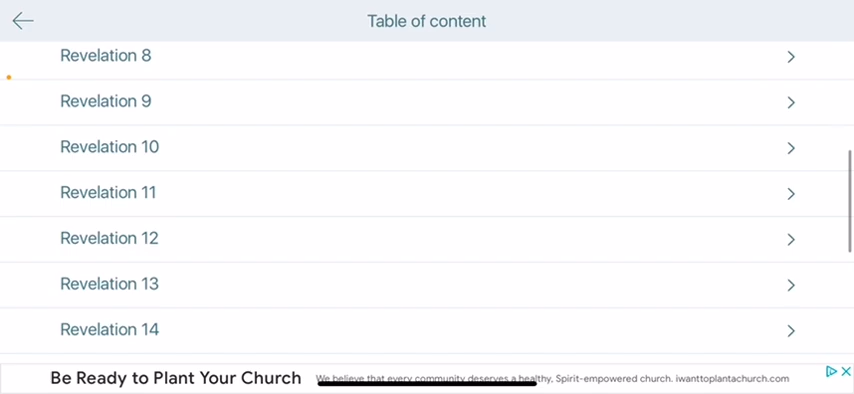 Table of content
Revelation 8
Revelation 9
Revelation 10
Revelation 11
Revelation 12
Revelation 13
Revelation 14
Be Ready to Plant Your Church We believe that every community deserves a healthy, Spirit-empowered church. iwanttoplantachurch.com